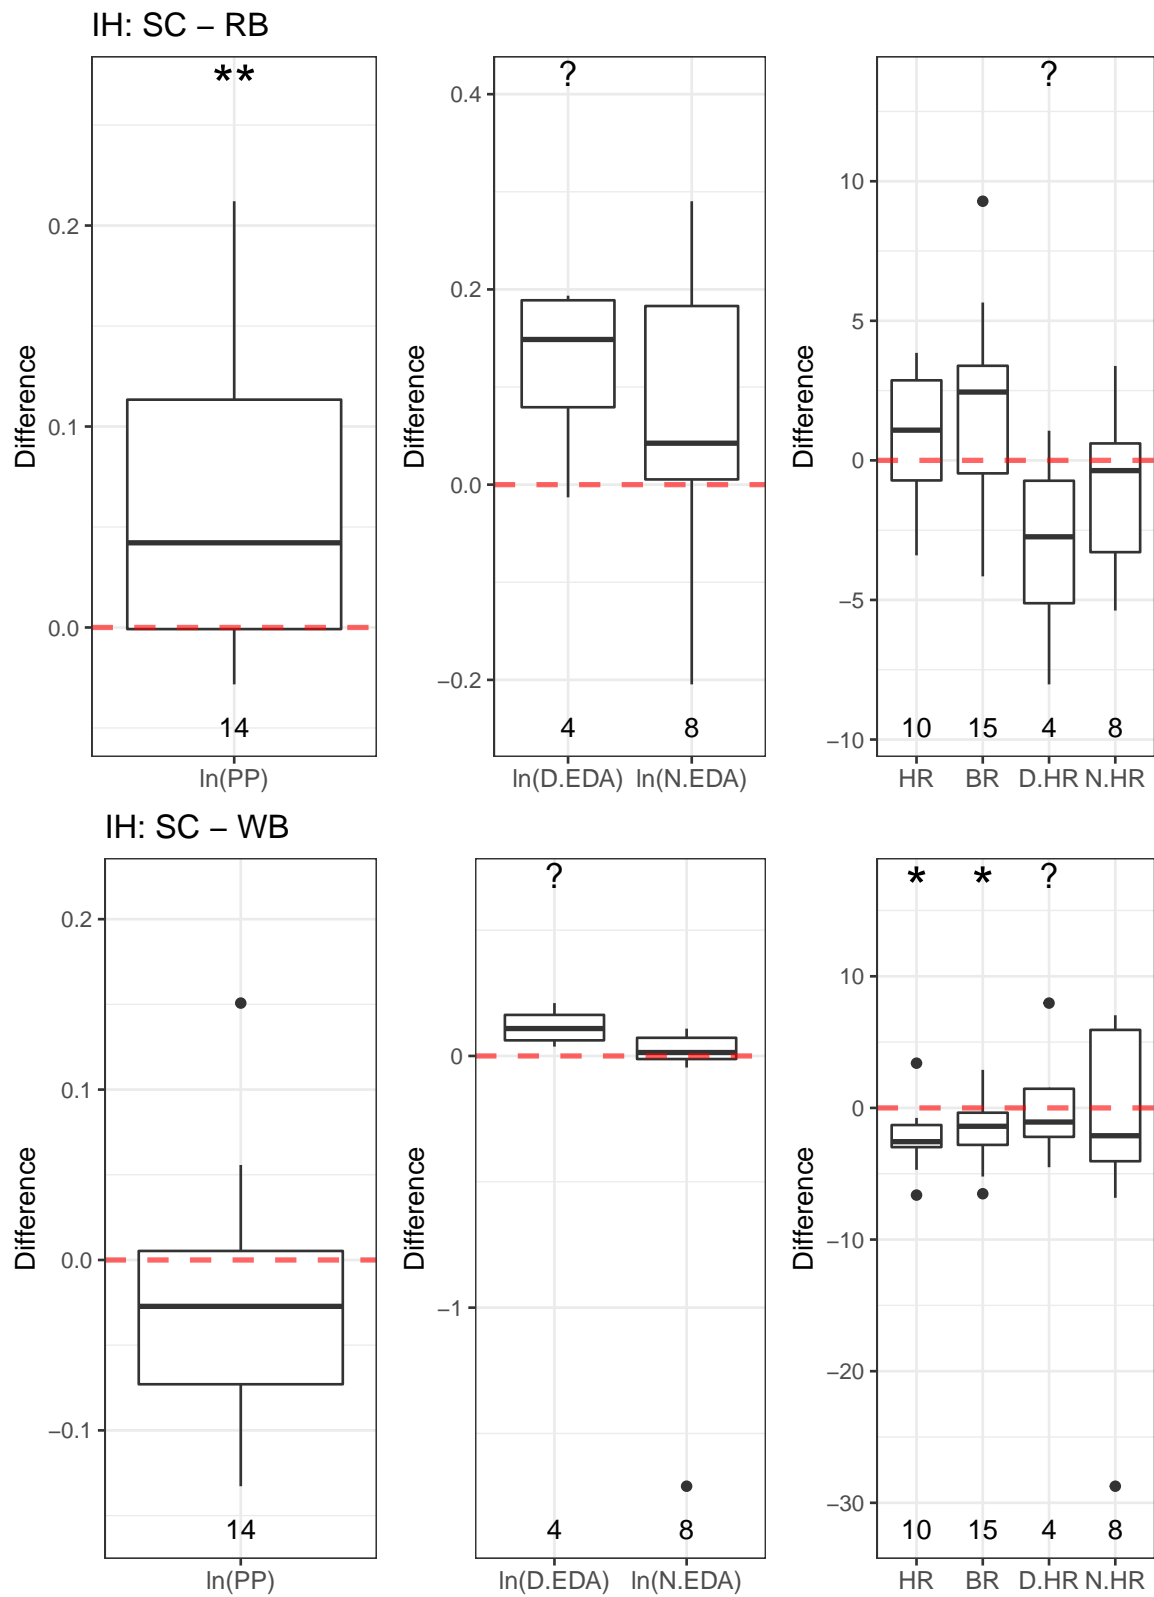 IH: SC – RB
**
?
?
0.2
0.1
0.0
0.4
0.2
0.0
−0.2
10
5
0
−5
−10
Difference
Difference
Difference
14
4
8
10
15
4
8
ln(PP)
ln(D.EDA)
ln(N.EDA)
HR
BR
D.HR
N.HR
IH: SC – WB
?
*
*
?
0.2
0.1
0.0
−0.1
0
−1
10
0
−10
−20
−30
Difference
Difference
Difference
14
4
8
10
15
4
8
ln(PP)
ln(D.EDA)
ln(N.EDA)
HR
BR
D.HR
N.HR